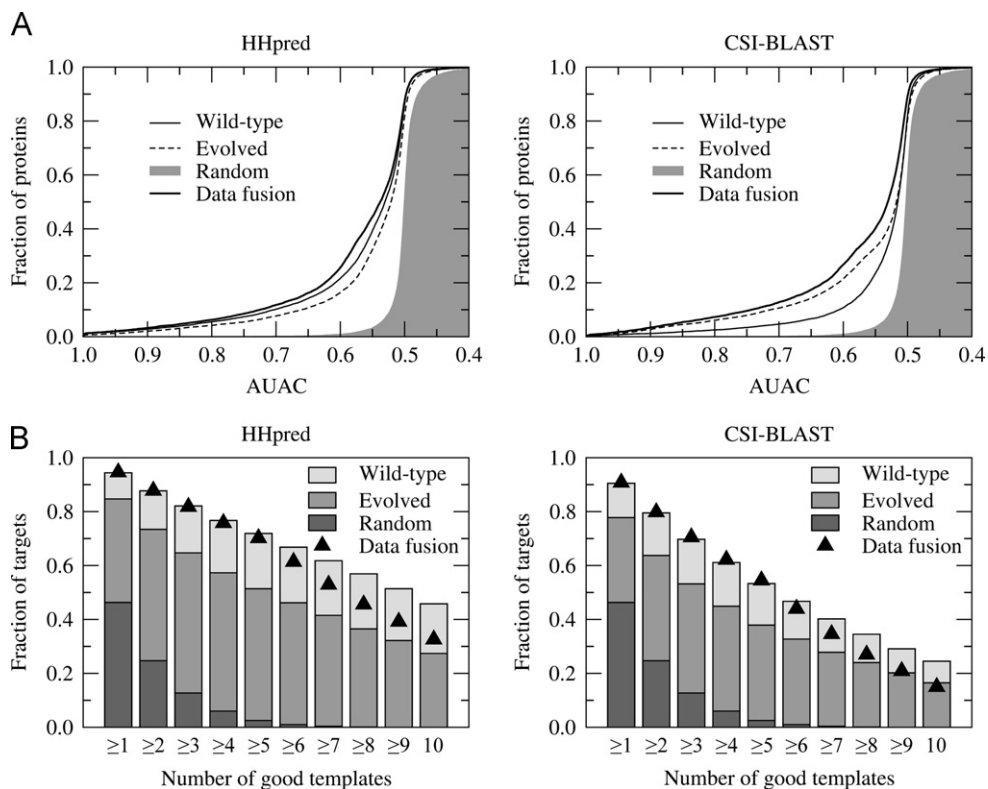 A
HHpred
1.0
0.8
0.6
0.4
0.2
0.0
Fraction of proteins
Wild-type
Evolved
Random
Data fusion
1.0 0.9 0.8 0.7 0.6 0.5 0.4
AUAC
CSI-BLAST
1.0
0.8
0.6
0.4
0.2
0.0
Fraction of proteins
Wild-type
Evolved
Random
Data fusion
1.0 0.9 0.8 0.7 0.6 0.5 0.4
AUAC
B
HHpred
1.0
0.8
0.6
0.4
0.2
0.0
Fraction of targets
Wild-type
Evolved
Random
Data fusion
≥1 ≥2 ≥3 ≥4 ≥5 ≥6 ≥7 ≥8 ≥9 10
Number of good templates
CSI-BLAST
1.0
0.8
0.6
0.4
0.2
0.0
Fraction of targets
Wild-type
Evolved
Random
Data fusion
≥1 ≥2 ≥3 ≥4 ≥5 ≥6 ≥7 ≥8 ≥9 10
Number of good templates